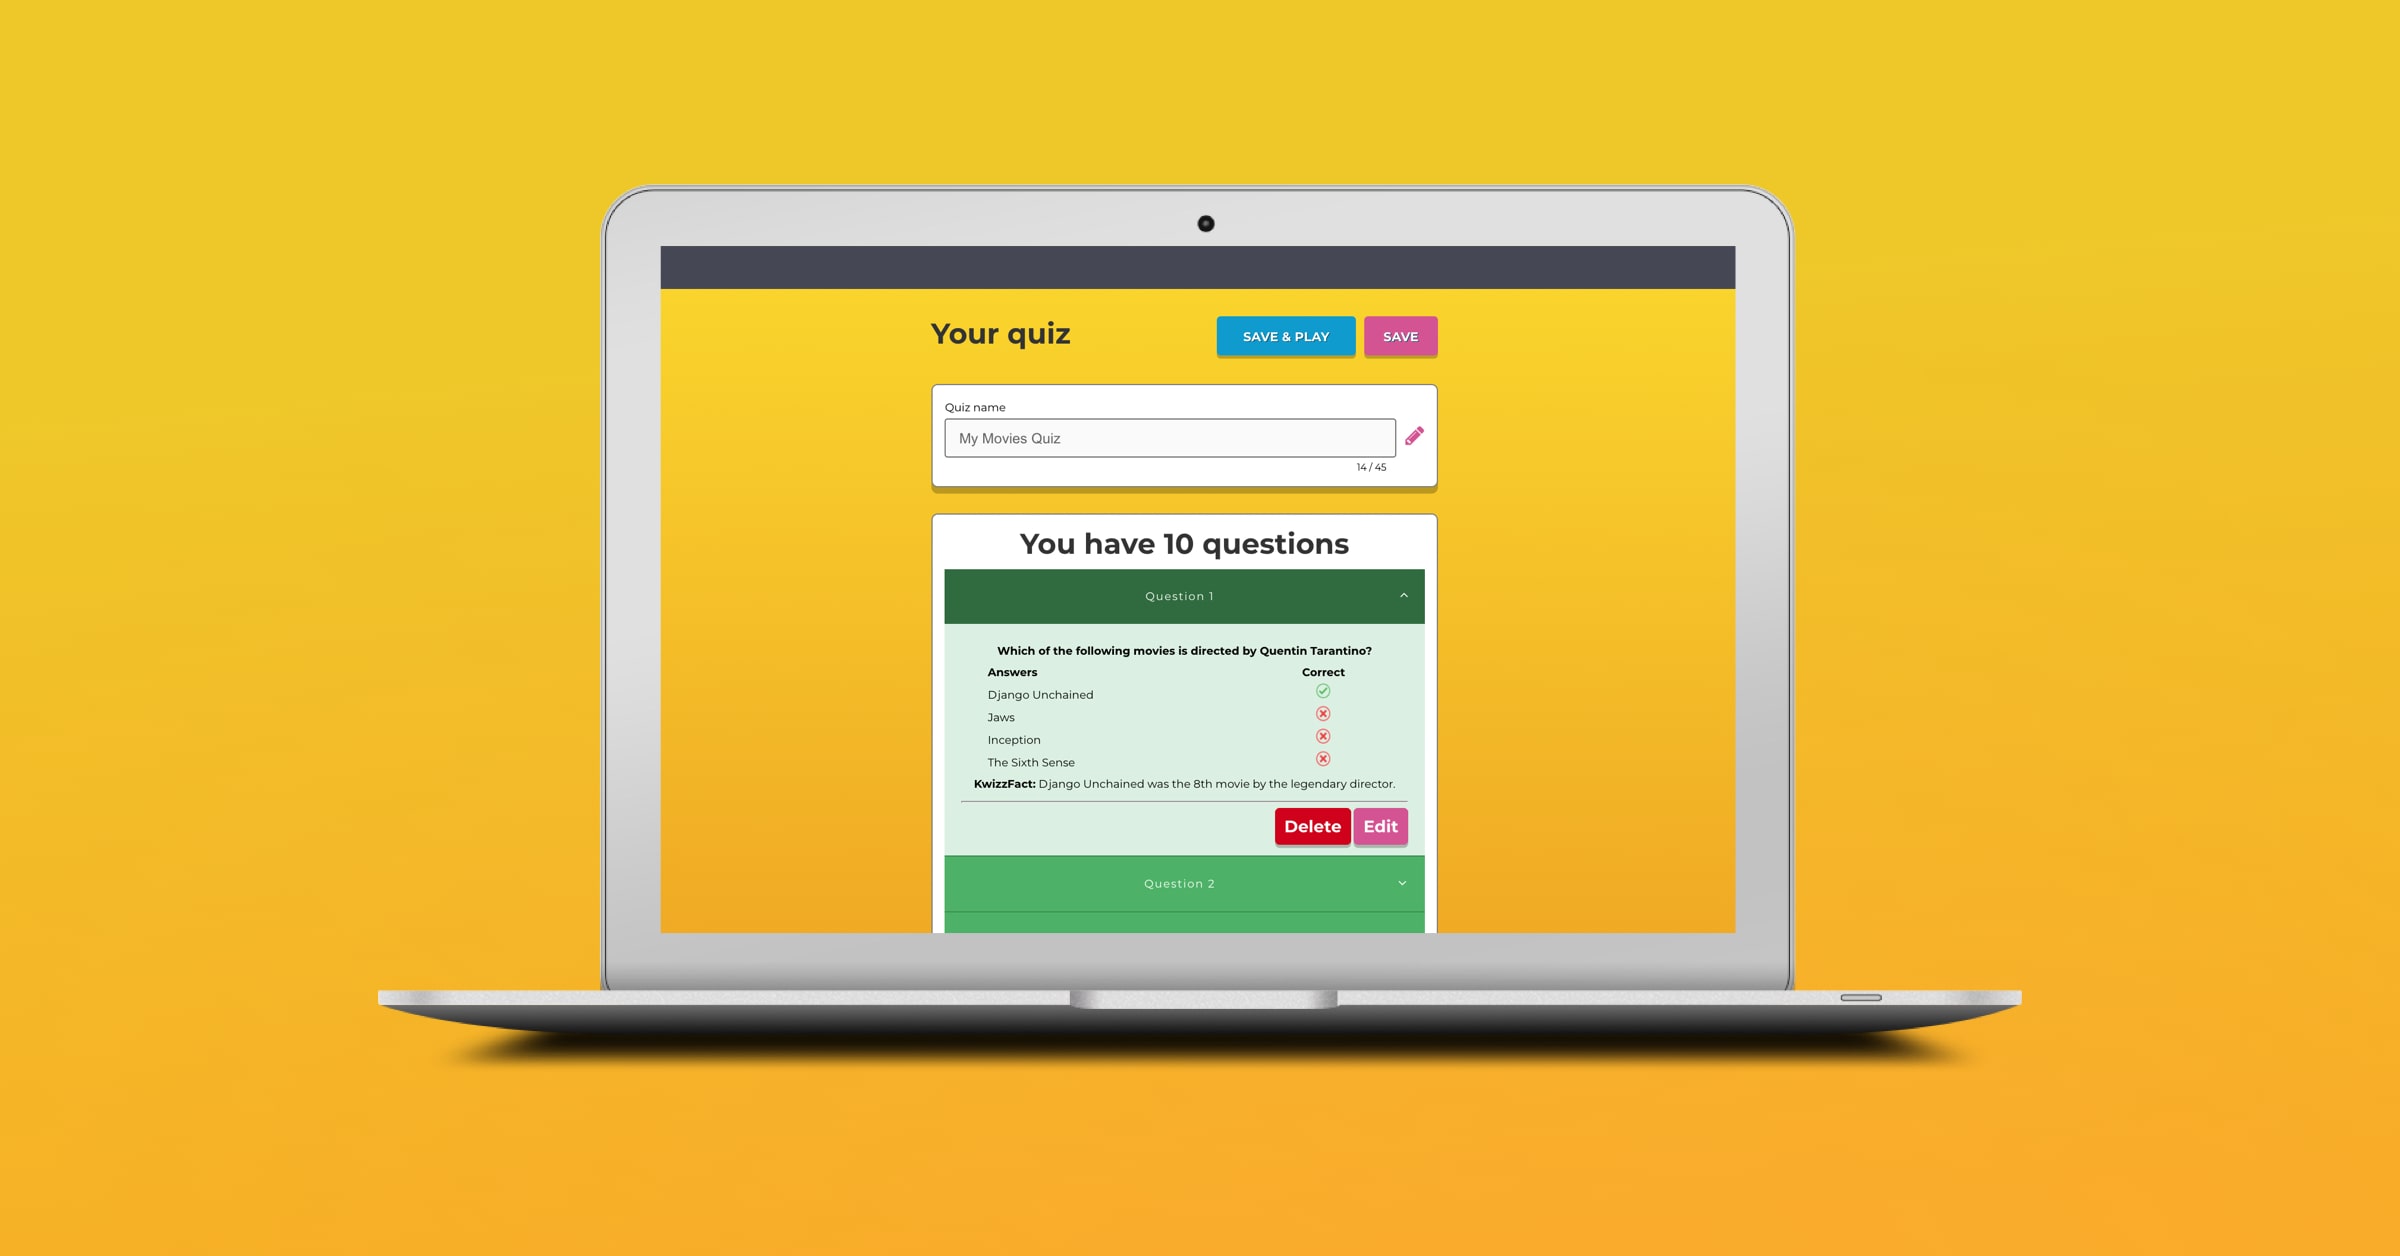 Your quiz
SAVE & PLAY
SAVE
Quiz name
My Movies Quiz
14 / 45
You have 10 questions
Question 1
Which of the following movies is directed by Quentin Tarantino?
Answers Correct
Django Unchained
Jaws
Inception
The Sixth Sense
KwizzFact: Django Unchained was the 8th movie by the legendary director.
Delete Edit
Question 2